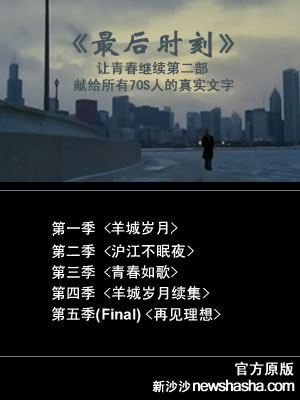 《最后时刻》
让青春继续第二部
献给所有70S人的真实文字
第一季 <羊城岁月>
第二季 <沪江不眠夜>
第三季 <青春如歌>
第四季 <羊城岁月续集>
第五季(Final) <再见理想>
官方原版
新沙沙 newshasha.com